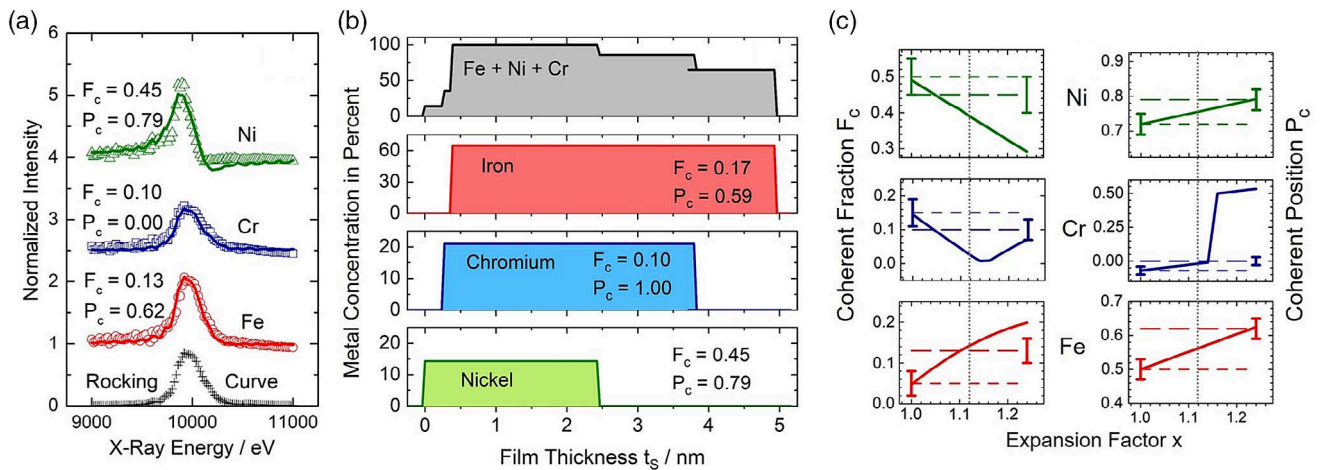 (a)
Normalized Intensity
6
5
4
3
2
1
0
F_c = 0.45
P_c = 0.79
Ni
F_c = 0.10
P_c = 0.00
Cr
F_c = 0.13
P_c = 0.62
Fe
Rocking Curve
9000 10000 11000
X-Ray Energy / eV
(b)
Metal Concentration in Percent
100
75
50
25
0
Fe + Ni + Cr
60
40
20
0
Iron
F_c = 0.17
P_c = 0.59
20
10
0
Chromium
F_c = 0.10
P_c = 1.00
20
10
0
Nickel
F_c = 0.45
P_c = 0.79
0 1 2 3 4 5
Film Thickness t_S / nm
(c)
Coherent Fraction F_c
0.5
0.4
0.3
Ni
0.9
0.8
0.7
0.2
0.1
0.0
Cr
0.50
0.25
0.00
0.2
0.1
0.0
Fe
0.7
0.6
0.5
0.4
1.0 1.1 1.2
1.0 1.1 1.2
Expansion Factor x
Coherent Position P_c